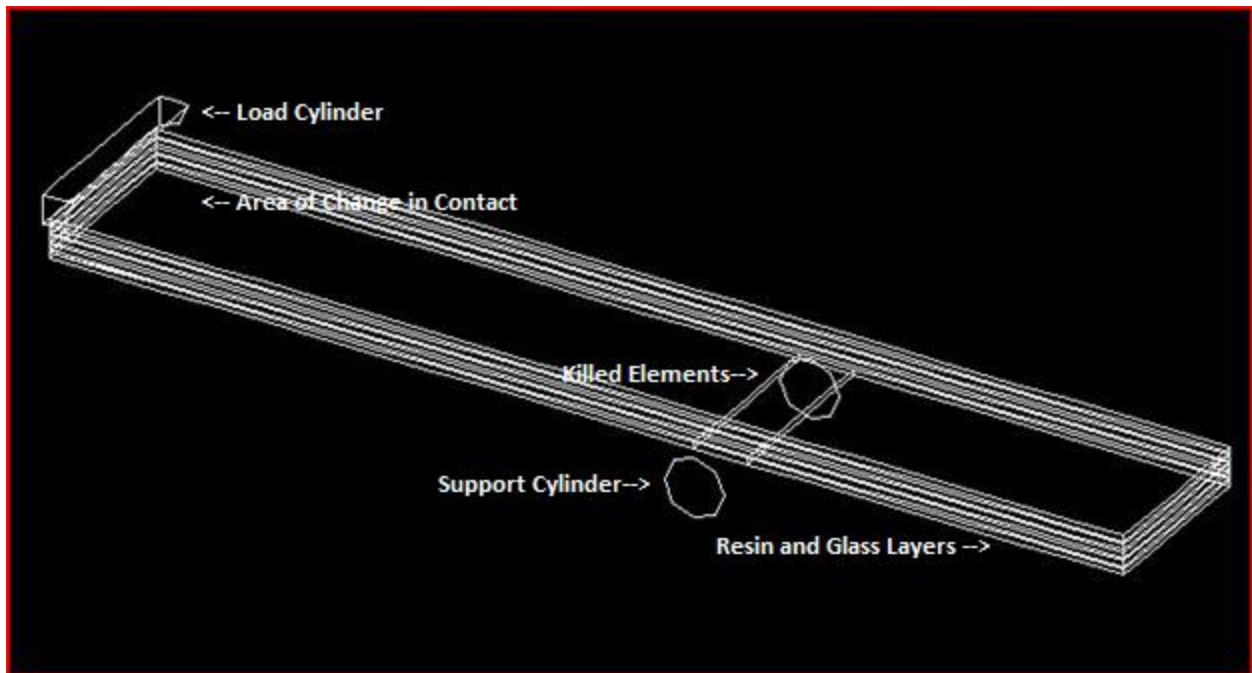 <-- Load Cylinder
<-- Area of Change in Contact
Killed Elements-->
Support Cylinder-->
Resin and Glass Layers -->